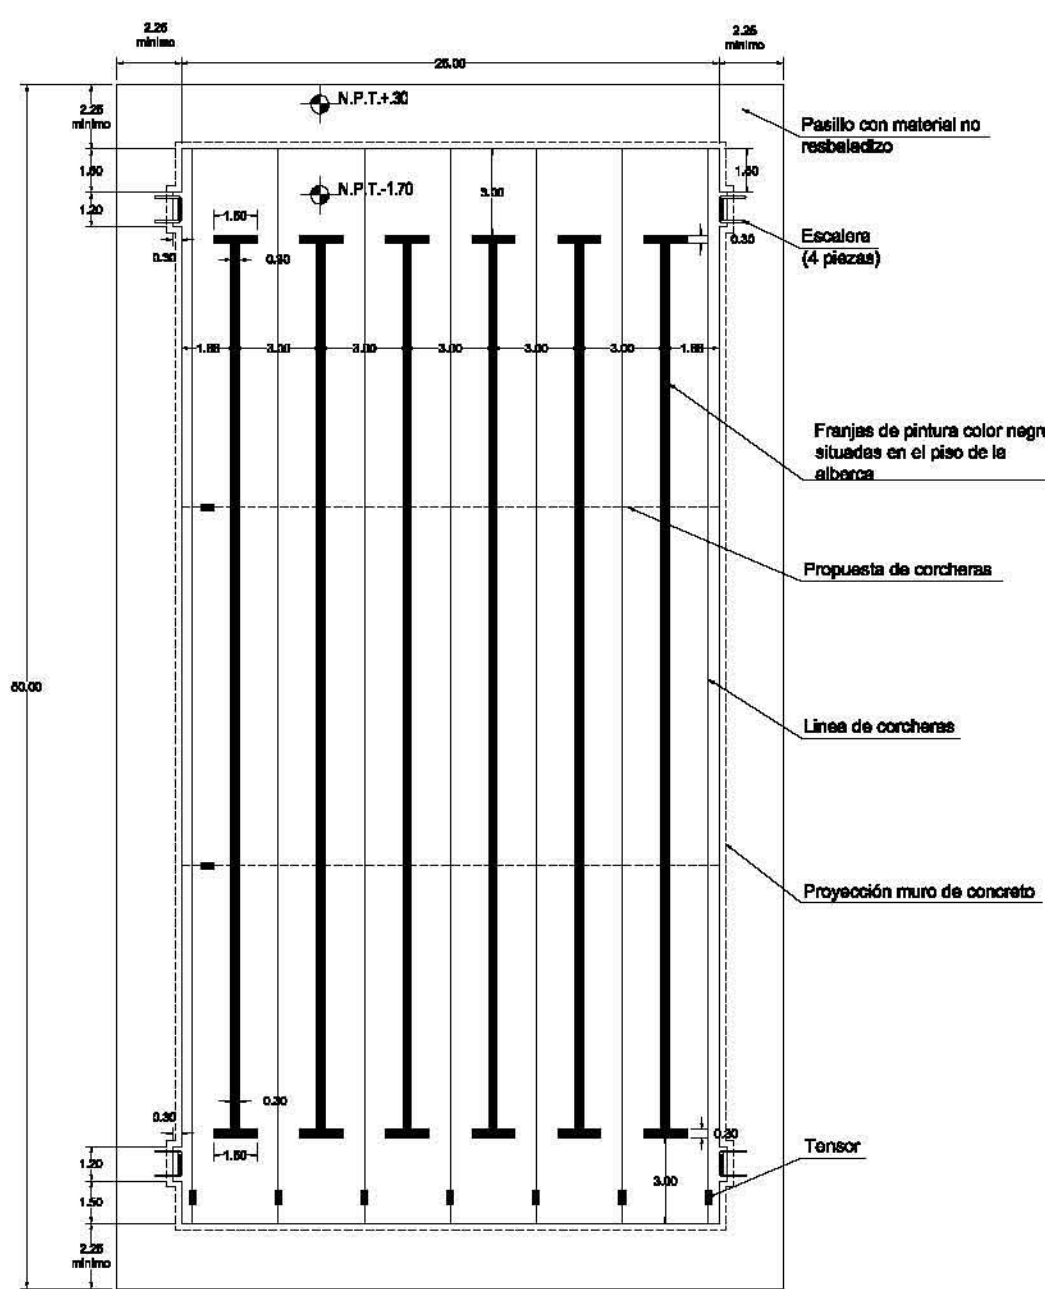 2.25
mínimo
2.25
mínimo
25.00
2.25
mínimo
N.P.T.+.30
Pasillo con material no
resbaladizo
1.50
3.00
1.50
N.P.T.-1.70
1.20
1.50
Escalera
(4 piezas)
0.30
0.30
0.30
1.88
3.00
3.00
3.00
3.00
3.00
1.88
Franjas de pintura color negro
situadas en el piso de la
alberca
Propuesta de corcheras
50.00
Linea de corcheras
Proyección muro de concreto
0.30
0.30
0.30
1.20
1.50
Tensor
3.00
1.50
2.25
mínimo